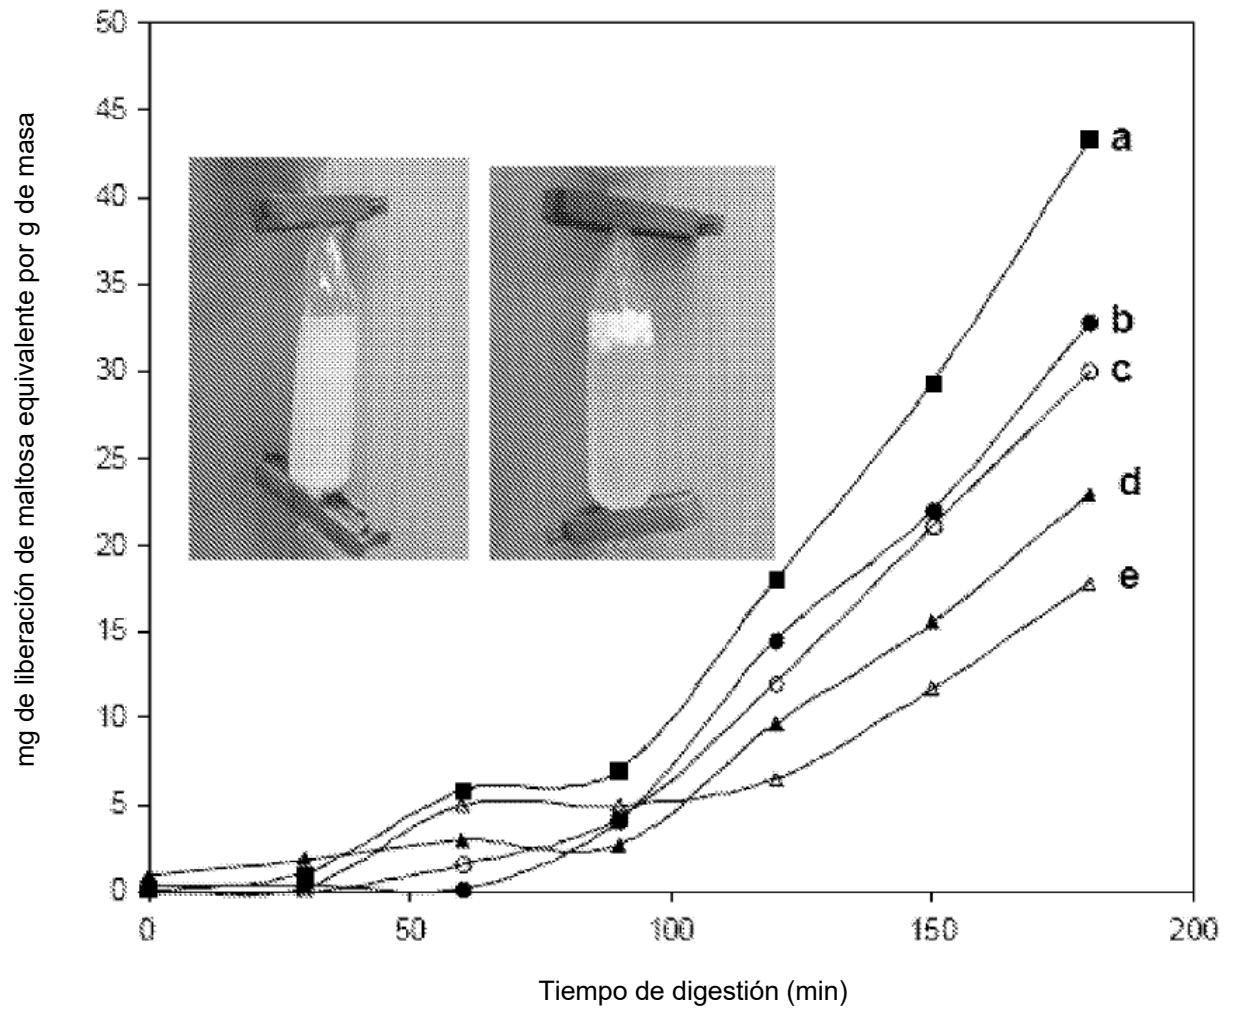 mg de liberación de maltosa equivalente por g de masa
50
45
40
35
30
25
20
15
10
5
0
a
b
c
d
e
0 50 100 150 200
Tiempo de digestión (min)